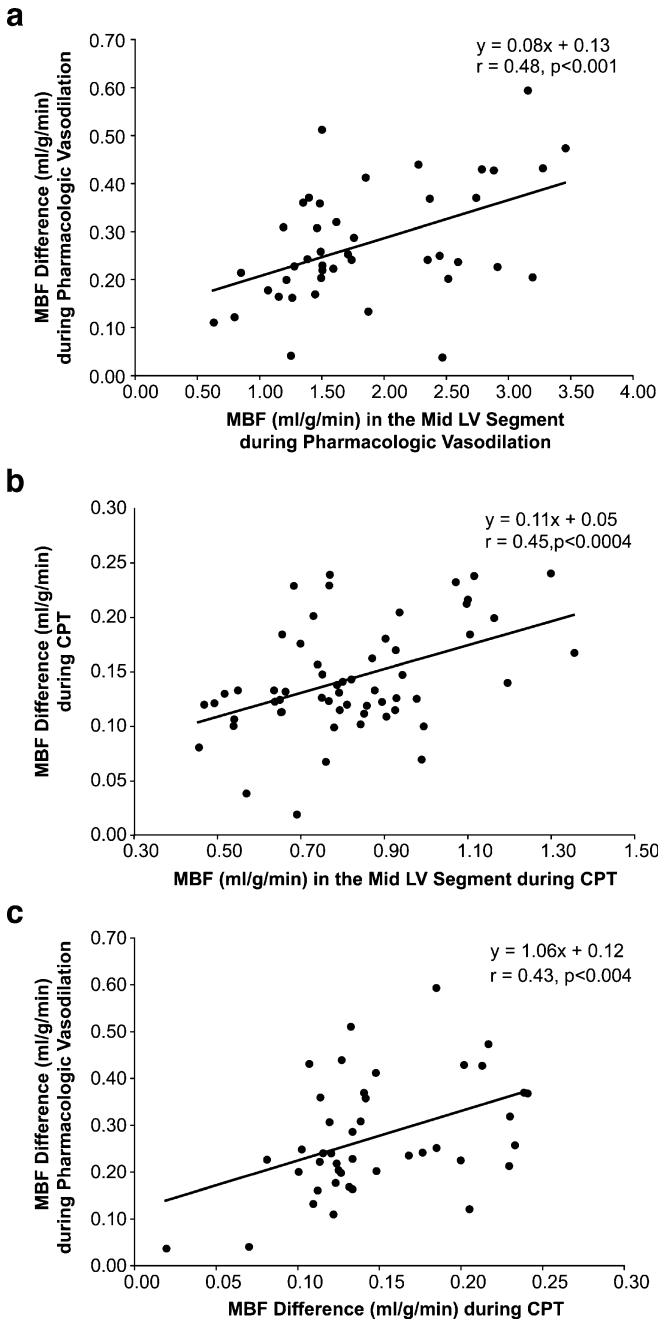 a
y = 0.08x + 0.13
r = 0.48, p<0.001
MBF Difference (ml/g/min)
during Pharmacologic Vasodilation
0.70
0.60
0.50
0.40
0.30
0.20
0.10
0.00
0.00 0.50 1.00 1.50 2.00 2.50 3.00 3.50 4.00
MBF (ml/g/min) in the Mid LV Segment
during Pharmacologic Vasodilation
b
y = 0.11x + 0.05
r = 0.45,p<0.0004
MBF Difference (ml/g/min)
during CPT
0.30
0.25
0.20
0.15
0.10
0.05
0.00
0.30 0.50 0.70 0.90 1.10 1.30 1.50
MBF (ml/g/min) in the Mid LV Segment during CPT
c
y = 1.06x + 0.12
r = 0.43, p<0.004
MBF Difference (ml/g/min)
during Pharmacologic Vasodilation
0.70
0.60
0.50
0.40
0.30
0.20
0.10
0.00
0.00 0.05 0.10 0.15 0.20 0.25 0.30
MBF Difference (ml/g/min) during CPT